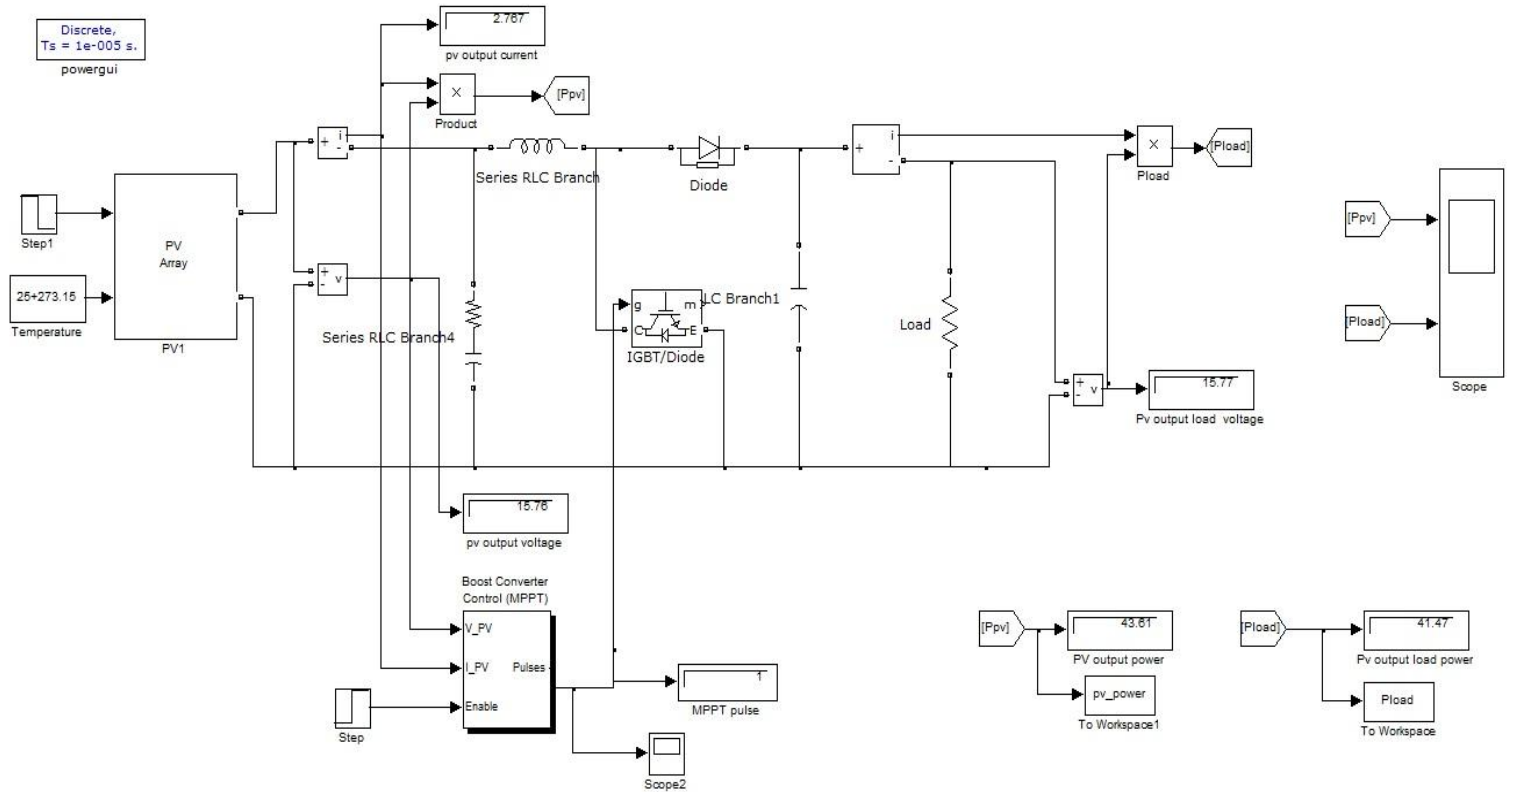 Discrete,
Ts = 1e-005 s.
powergui
2.767
pv output current
×
Product
[Ppv]
i
+
-
Series RLC Branch
Diode
+
i
-
×
Pload
[Pload]
Step1
25+273.15
Temperature
PV
Array
PV1
+
-
v
Series RLC Branch4
g
m
C
E
IGBT/Diode
LC Branch1
Load
+
-
v
15.77
Pv output load voltage
[Ppv]
[Pload]
Scope
15.76
pv output voltage
Boost Converter
Control (MPPT)
V_PV
I_PV
Enable
Pulses
Step
1
MPPT pulse
Scope2
[Ppv]
43.61
PV output power
pv_power
To Workspace1
[Pload]
41.47
Pv output load power
Pload
To Workspace